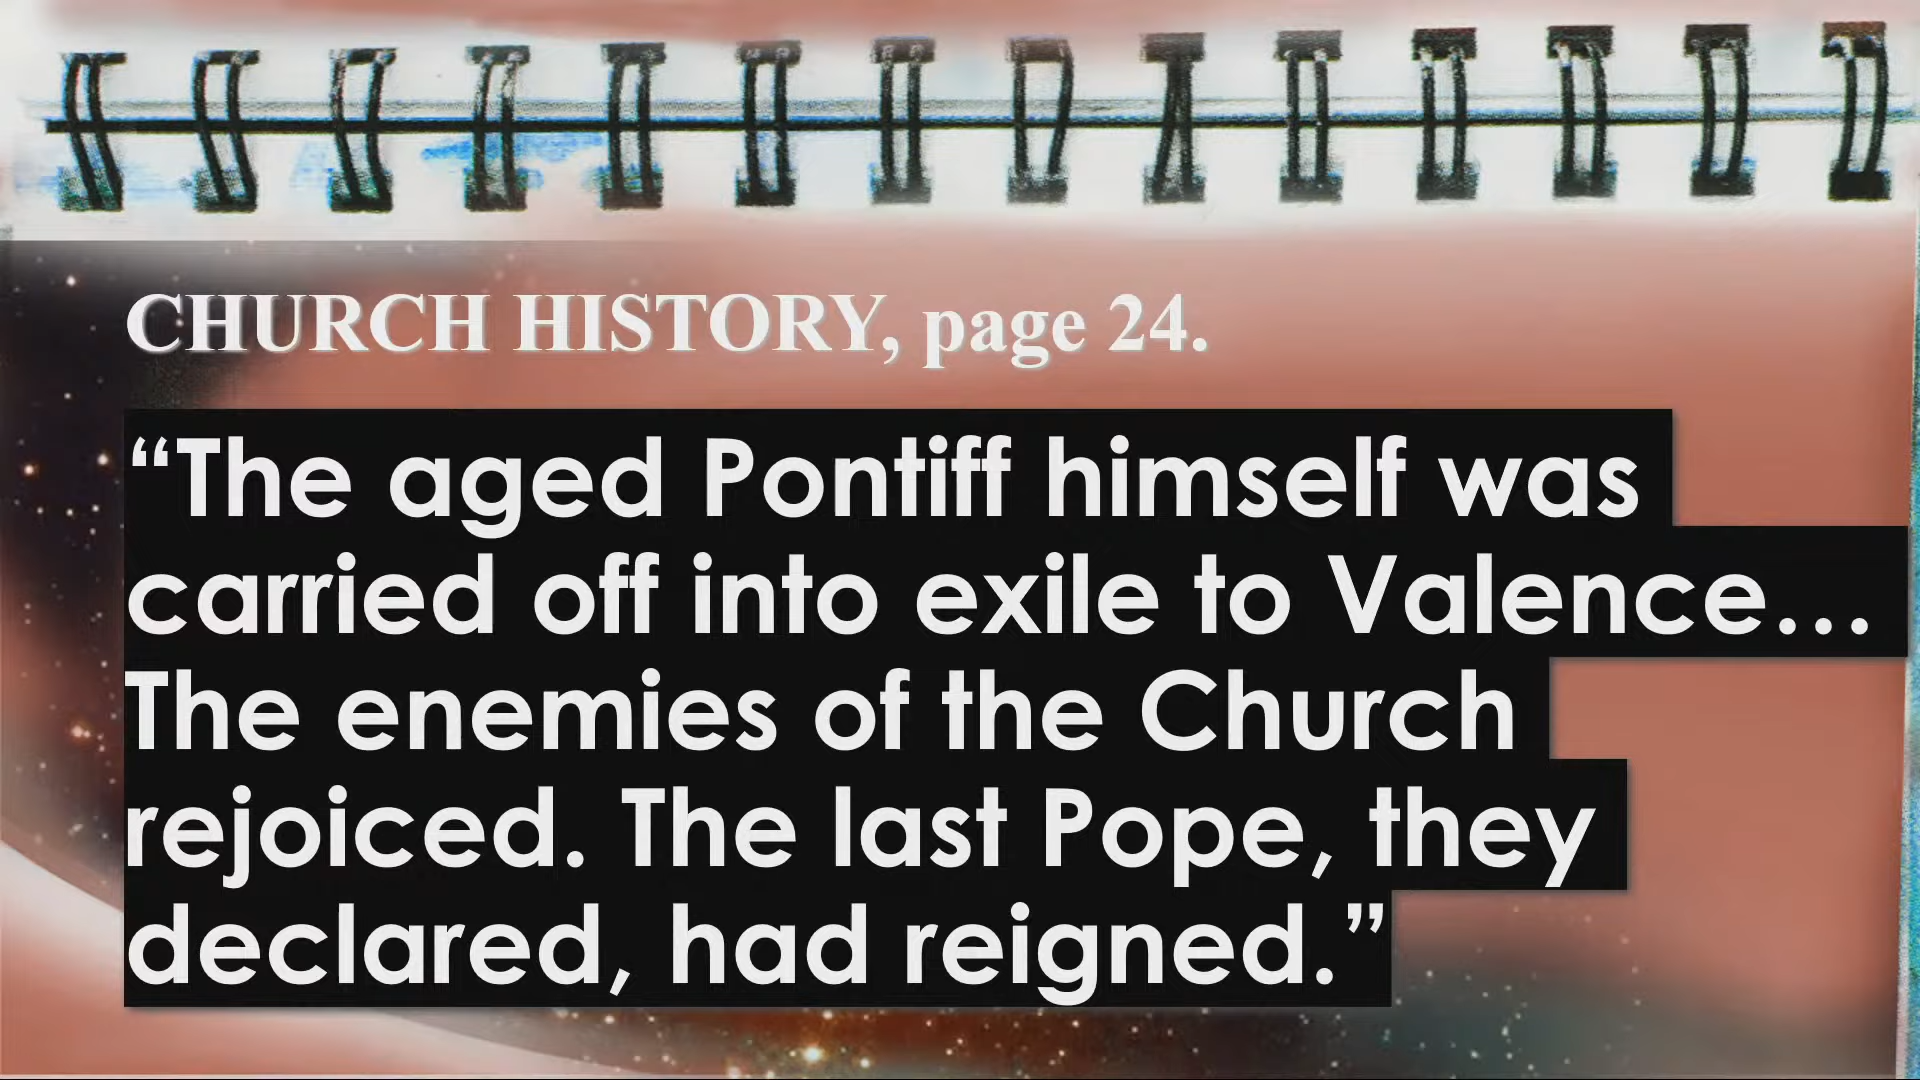 CHURCH HISTORY, page 24.
“The aged Pontiff himself was
carried off into exile to Valence...
The enemies of the Church
rejoiced. The last Pope, they
declared, had reigned.”